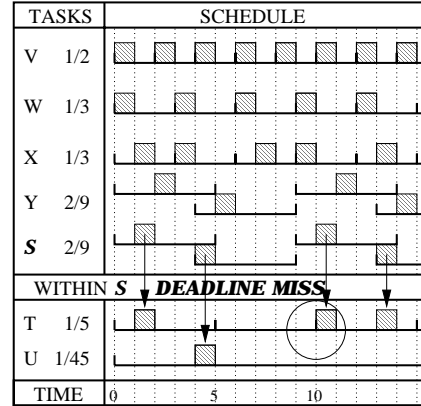 TASKS SCHEDULE
V 1/2
W 1/3
X 1/3
Y 2/9
S 2/9
WITHIN S DEADLINE MISS
T 1/5
U 1/45
TIME 0 5 10